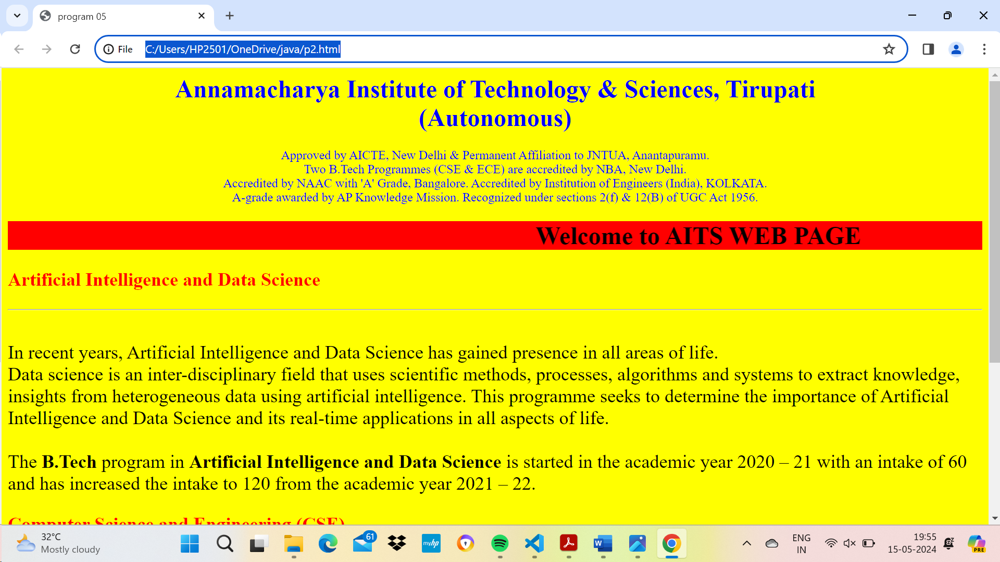 program 05
File C:/Users/HP2501/OneDrive/java/p2.html
Annamacharya Institute of Technology & Sciences, Tirupati
(Autonomous)
Approved by AICTE, New Delhi & Permanent Affiliation to JNTUA, Anantapuramu.
Two B.Tech Programmes (CSE & ECE) are accredited by NBA, New Delhi.
Accredited by NAAC with 'A' Grade, Bangalore. Accredited by Institution of Engineers (India), KOLKATA.
A-grade awarded by AP Knowledge Mission. Recognized under sections 2(f) & 12(B) of UGC Act 1956.
Welcome to AITS WEB PAGE
Artificial Intelligence and Data Science
In recent years, Artificial Intelligence and Data Science has gained presence in all areas of life.
Data science is an inter-disciplinary field that uses scientific methods, processes, algorithms and systems to extract knowledge,
insights from heterogeneous data using artificial intelligence. This programme seeks to determine the importance of Artificial
Intelligence and Data Science and its real-time applications in all aspects of life.
The B.Tech program in Artificial Intelligence and Data Science is started in the academic year 2020 – 21 with an intake of 60
and has increased the intake to 120 from the academic year 2021 – 22.
Computer Science and Engineering (CSE)
32°C
Mostly cloudy
61
myhp
W
ENG
IN
19:55
15-05-2024
PRE